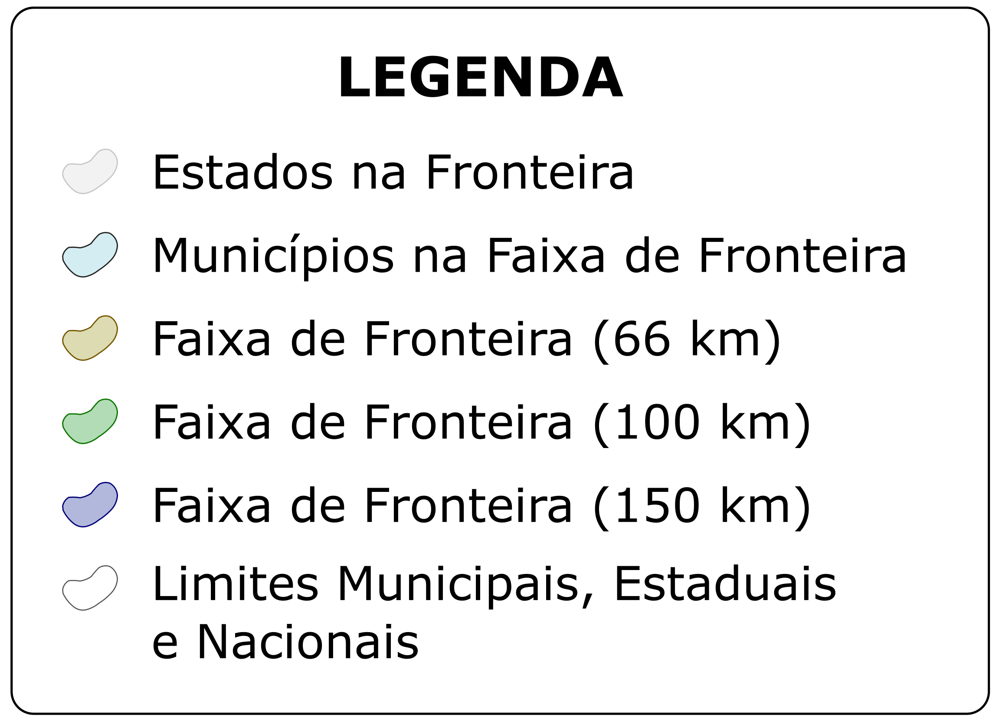 LEGENDA
Estados na Fronteira
Municípios na Faixa de Fronteira
Faixa de Fronteira (66 km)
Faixa de Fronteira (100 km)
Faixa de Fronteira (150 km)
Limites Municipais, Estaduais
e Nacionais